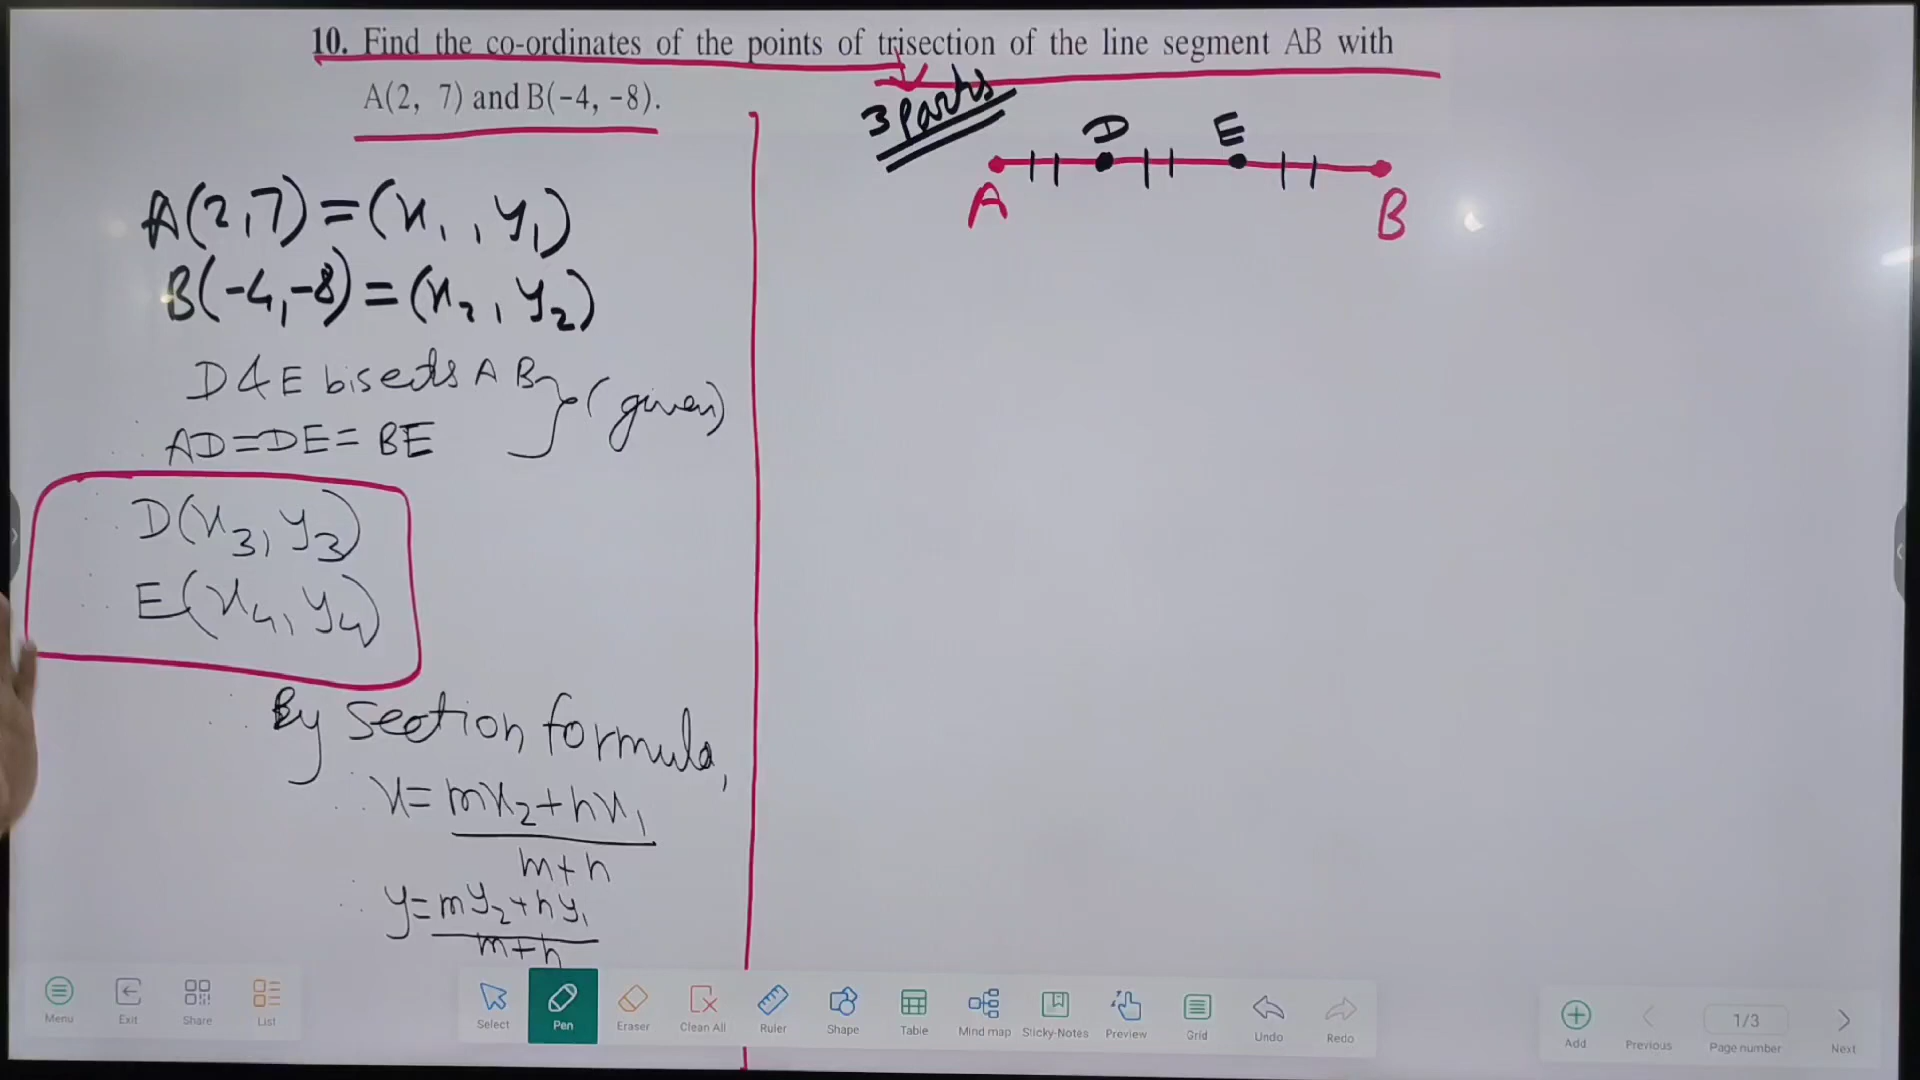 10. Find the co-ordinates of the points of trisection of the line segment AB with
A(2, 7) and B(-4, -8).
3 Parts
D E
A B
A(2,7)=(x₁, y₁)
B(-4,-8)=(x₂, y₂)
D & E bisects AB } (given)
AD=DE=BE
D(x₃, y₃)
E(x₄, y₄)
By section formula,
x = mx₂+nx₁
m+n
y = my₂+ny₁
m+n
Menu Exit Share List Select Pen Eraser Clean All Ruler Shape Table Mind map Sticky-Notes Preview Grid Undo Redo Add Previous 1/3 Page number Next